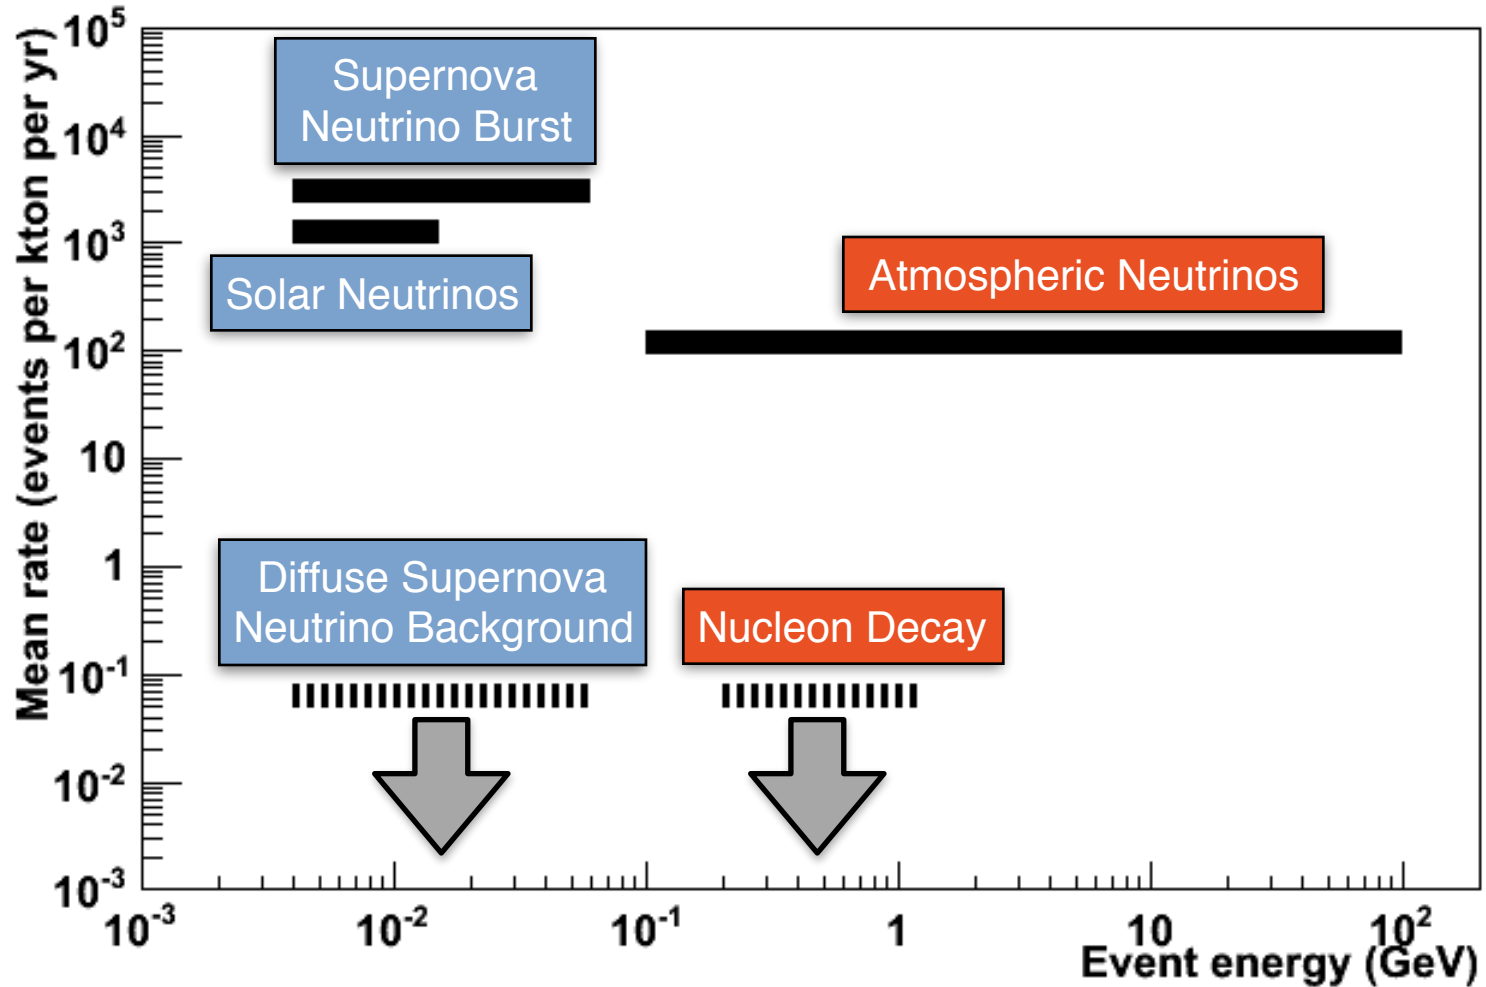 Mean rate (events per kton per yr)
10⁵
10⁴
10³
10²
10
1
10⁻¹
10⁻²
10⁻³
Supernova
Neutrino Burst
Solar Neutrinos
Atmospheric Neutrinos
Diffuse Supernova
Neutrino Background
Nucleon Decay
10⁻³ 10⁻² 10⁻¹ 1 10 10²
Event energy (GeV)